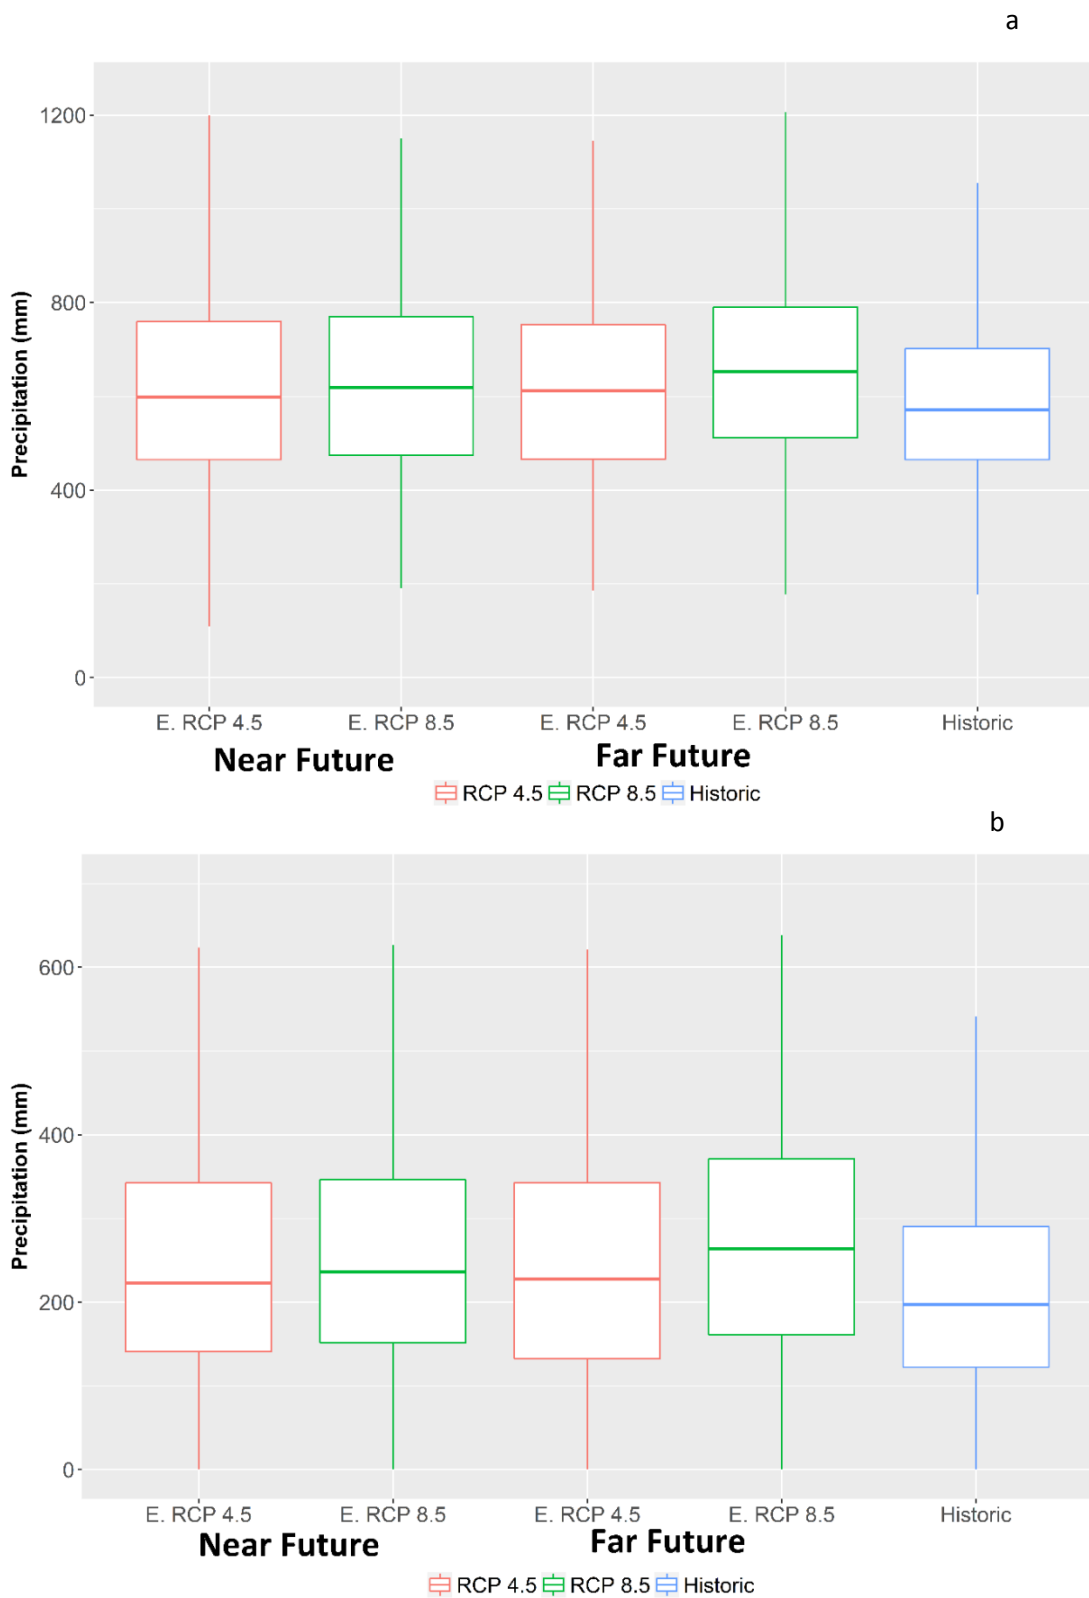 a
1200
800
400
0
Precipitation (mm)
E. RCP 4.5 E. RCP 8.5 E. RCP 4.5 E. RCP 8.5 Historic
Near Future Far Future
RCP 4.5 RCP 8.5 Historic
b
600
400
200
0
Precipitation (mm)
E. RCP 4.5 E. RCP 8.5 E. RCP 4.5 E. RCP 8.5 Historic
Near Future Far Future
RCP 4.5 RCP 8.5 Historic